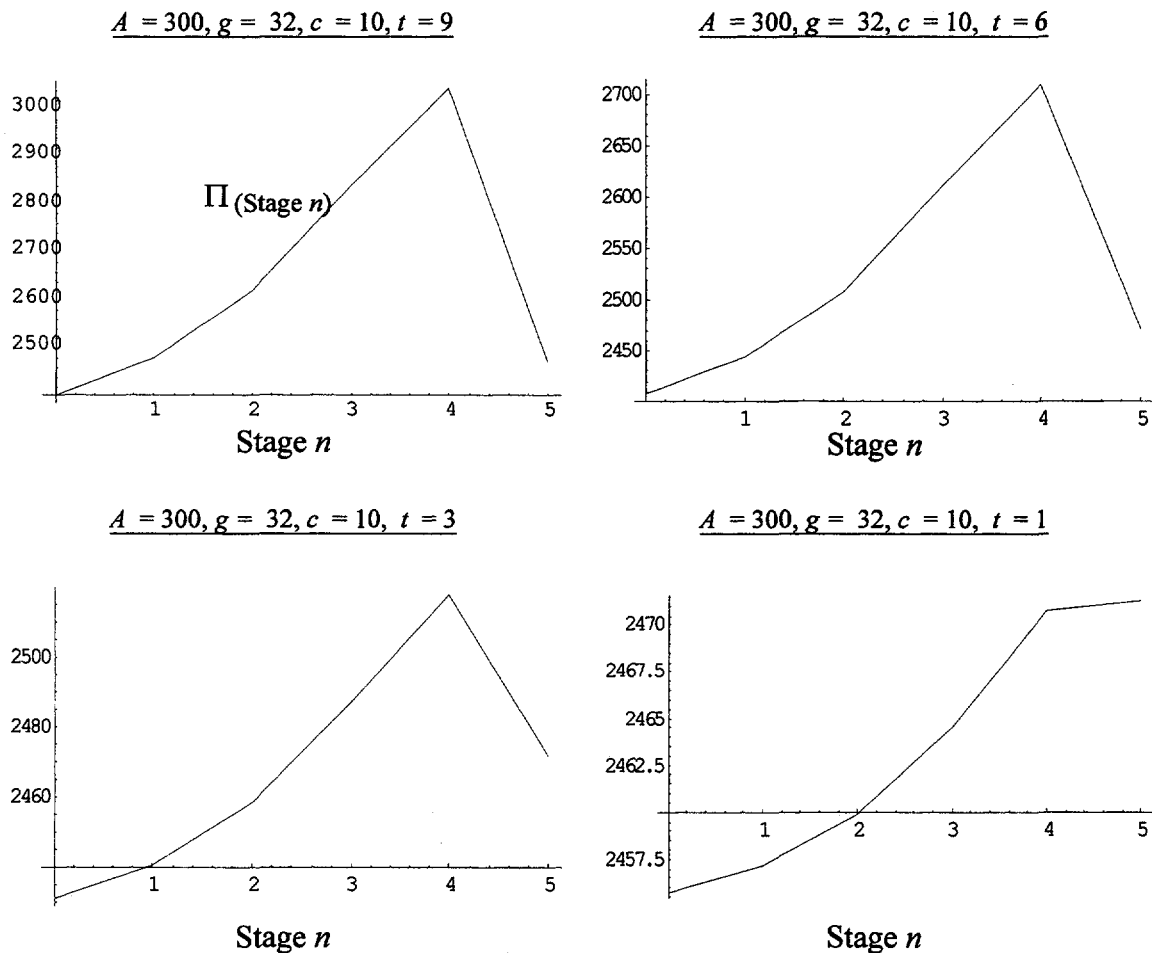 A = 300, g = 32, c = 10, t = 9
3000
2900
2800
2700
2600
2500
Π(Stage n)
1 2 3 4 5
Stage n
A = 300, g = 32, c = 10, t = 6
2700
2650
2600
2550
2500
2450
1 2 3 4 5
Stage n
A = 300, g = 32, c = 10, t = 3
2500
2480
2460
1 2 3 4 5
Stage n
A = 300, g = 32, c = 10, t = 1
2470
2467.5
2465
2462.5
2457.5
1 2 3 4 5
Stage n